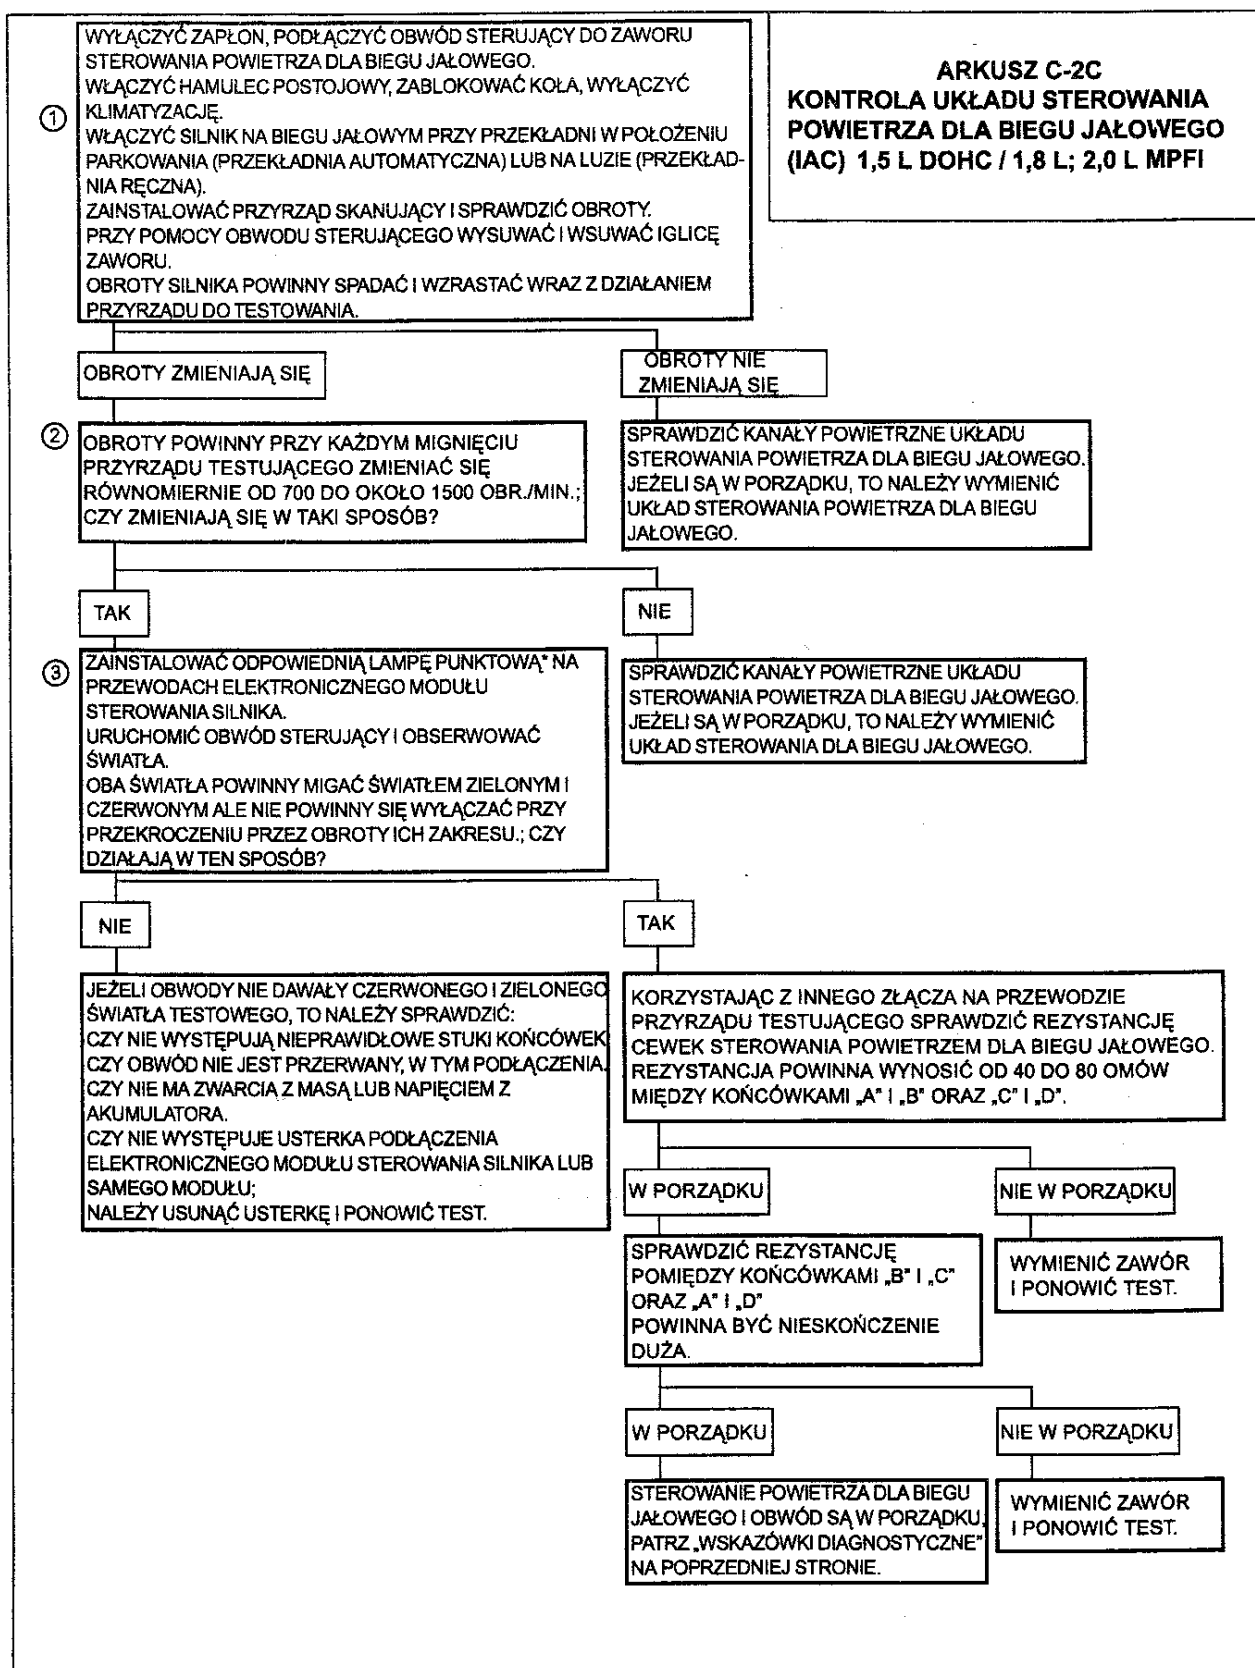 ARKUSZ C-2C
KONTROLA UKŁADU STEROWANIA
POWIETRZA DLA BIEGU JAŁOWEGO
(IAC) 1,5 L DOHC / 1,8 L; 2,0 L MPFI
1
WYŁĄCZYĆ ZAPŁON, PODŁĄCZYĆ OBWÓD STERUJĄCY DO ZAWORU
STEROWANIA POWIETRZA DLA BIEGU JAŁOWEGO.
WŁĄCZYĆ HAMULEC POSTOJOWY, ZABLOKOWAĆ KOŁA, WYŁĄCZYĆ
KLIMATYZACJĘ.
WŁĄCZYĆ SILNIK NA BIEGU JAŁOWYM PRZY PRZEKŁADNI W POŁOŻENIU
PARKOWANIA (PRZEKŁADNIA AUTOMATYCZNA) LUB NA LUZIE (PRZEKŁAD-
NIA RĘCZNA).
ZAINSTALOWAĆ PRZYRZĄD SKANUJĄCY I SPRAWDZIĆ OBROTY.
PRZY POMOCY OBWODU STERUJĄCEGO WYSUWAĆ I WSUWAĆ IGLICĘ
ZAWORU.
OBROTY SILNIKA POWINNY SPADAĆ I WZRASTAĆ WRAZ Z DZIAŁANIEM
PRZYRZĄDU DO TESTOWANIA.
OBROTY ZMIENIAJĄ SIĘ
OBROTY NIE
ZMIENIAJĄ SIĘ
2
OBROTY POWINNY PRZY KAŻDYM MIGNIĘCIU
PRZYRZĄDU TESTUJĄCEGO ZMIENIAĆ SIĘ
RÓWNOMIERNIE OD 700 DO OKOŁO 1500 OBR./MIN.;
CZY ZMIENIAJĄ SIĘ W TAKI SPOSÓB?
SPRAWDZIĆ KANAŁY POWIETRZNE UKŁADU
STEROWANIA POWIETRZA DLA BIEGU JAŁOWEGO.
JEŻELI SĄ W PORZĄDKU, TO NALEŻY WYMIENIĆ
UKŁAD STEROWANIA POWIETRZA DLA BIEGU
JAŁOWEGO.
TAK
NIE
3
ZAINSTALOWAĆ ODPOWIEDNIĄ LAMPĘ PUNKTOWĄ* NA
PRZEWODACH ELEKTRONICZNEGO MODUŁU
STEROWANIA SILNIKA.
URUCHOMIĆ OBWÓD STERUJĄCY I OBSERWOWAĆ
ŚWIATŁA.
OBA ŚWIATŁA POWINNY MIGAĆ ŚWIATŁEM ZIELONYM I
CZERWONYM ALE NIE POWINNY SIĘ WYŁĄCZAĆ PRZY
PRZEKROCZENIU PRZEZ OBROTY ICH ZAKRESU.; CZY
DZIAŁAJĄ W TEN SPOSÓB?
SPRAWDZIĆ KANAŁY POWIETRZNE UKŁADU
STEROWANIA POWIETRZA DLA BIEGU JAŁOWEGO.
JEŻELI SĄ W PORZĄDKU, TO NALEŻY WYMIENIĆ
UKŁAD STEROWANIA DLA BIEGU JAŁOWEGO.
NIE
TAK
JEŻELI OBWODY NIE DAWAŁY CZERWONEGO I ZIELONEGO
ŚWIATŁA TESTOWEGO, TO NALEŻY SPRAWDZIĆ:
CZY NIE WYSTĘPUJĄ NIEPRAWIDŁOWE STUKI KOŃCÓWEK
CZY OBWÓD NIE JEST PRZERWANY, W TYM PODŁĄCZENIA.
CZY NIE MA ZWARCIA Z MASĄ LUB NAPIĘCIEM Z
AKUMULATORA.
CZY NIE WYSTĘPUJE USTERKA PODŁĄCZENIA
ELEKTRONICZNEGO MODUŁU STEROWANIA SILNIKA LUB
SAMEGO MODUŁU;
NALEŻY USUNĄĆ USTERKĘ I PONOWIĆ TEST.
KORZYSTAJĄC Z INNEGO ZŁĄCZA NA PRZEWODZIE
PRZYRZĄDU TESTUJĄCEGO SPRAWDZIĆ REZYSTANCJĘ
CEWEK STEROWANIA POWIETRZEM DLA BIEGU JAŁOWEGO.
REZYSTANCJA POWINNA WYNOSIĆ OD 40 DO 80 OMÓW
MIĘDZY KOŃCÓWKAMI „A” I „B” ORAZ „C” I „D”.
W PORZĄDKU
NIE W PORZĄDKU
SPRAWDZIĆ REZYSTANCJĘ
POMIĘDZY KOŃCÓWKAMI „B” I „C”
ORAZ „A” I „D”
POWINNA BYĆ NIESKOŃCZENIE
DUŻA.
WYMIENIĆ ZAWÓR
I PONOWIĆ TEST.
W PORZĄDKU
NIE W PORZĄDKU
STEROWANIE POWIETRZA DLA BIEGU
JAŁOWEGO I OBWÓD SĄ W PORZĄDKU,
PATRZ „WSKAZÓWKI DIAGNOSTYCZNE”
NA POPRZEDNIEJ STRONIE.
WYMIENIĆ ZAWÓR
I PONOWIĆ TEST.